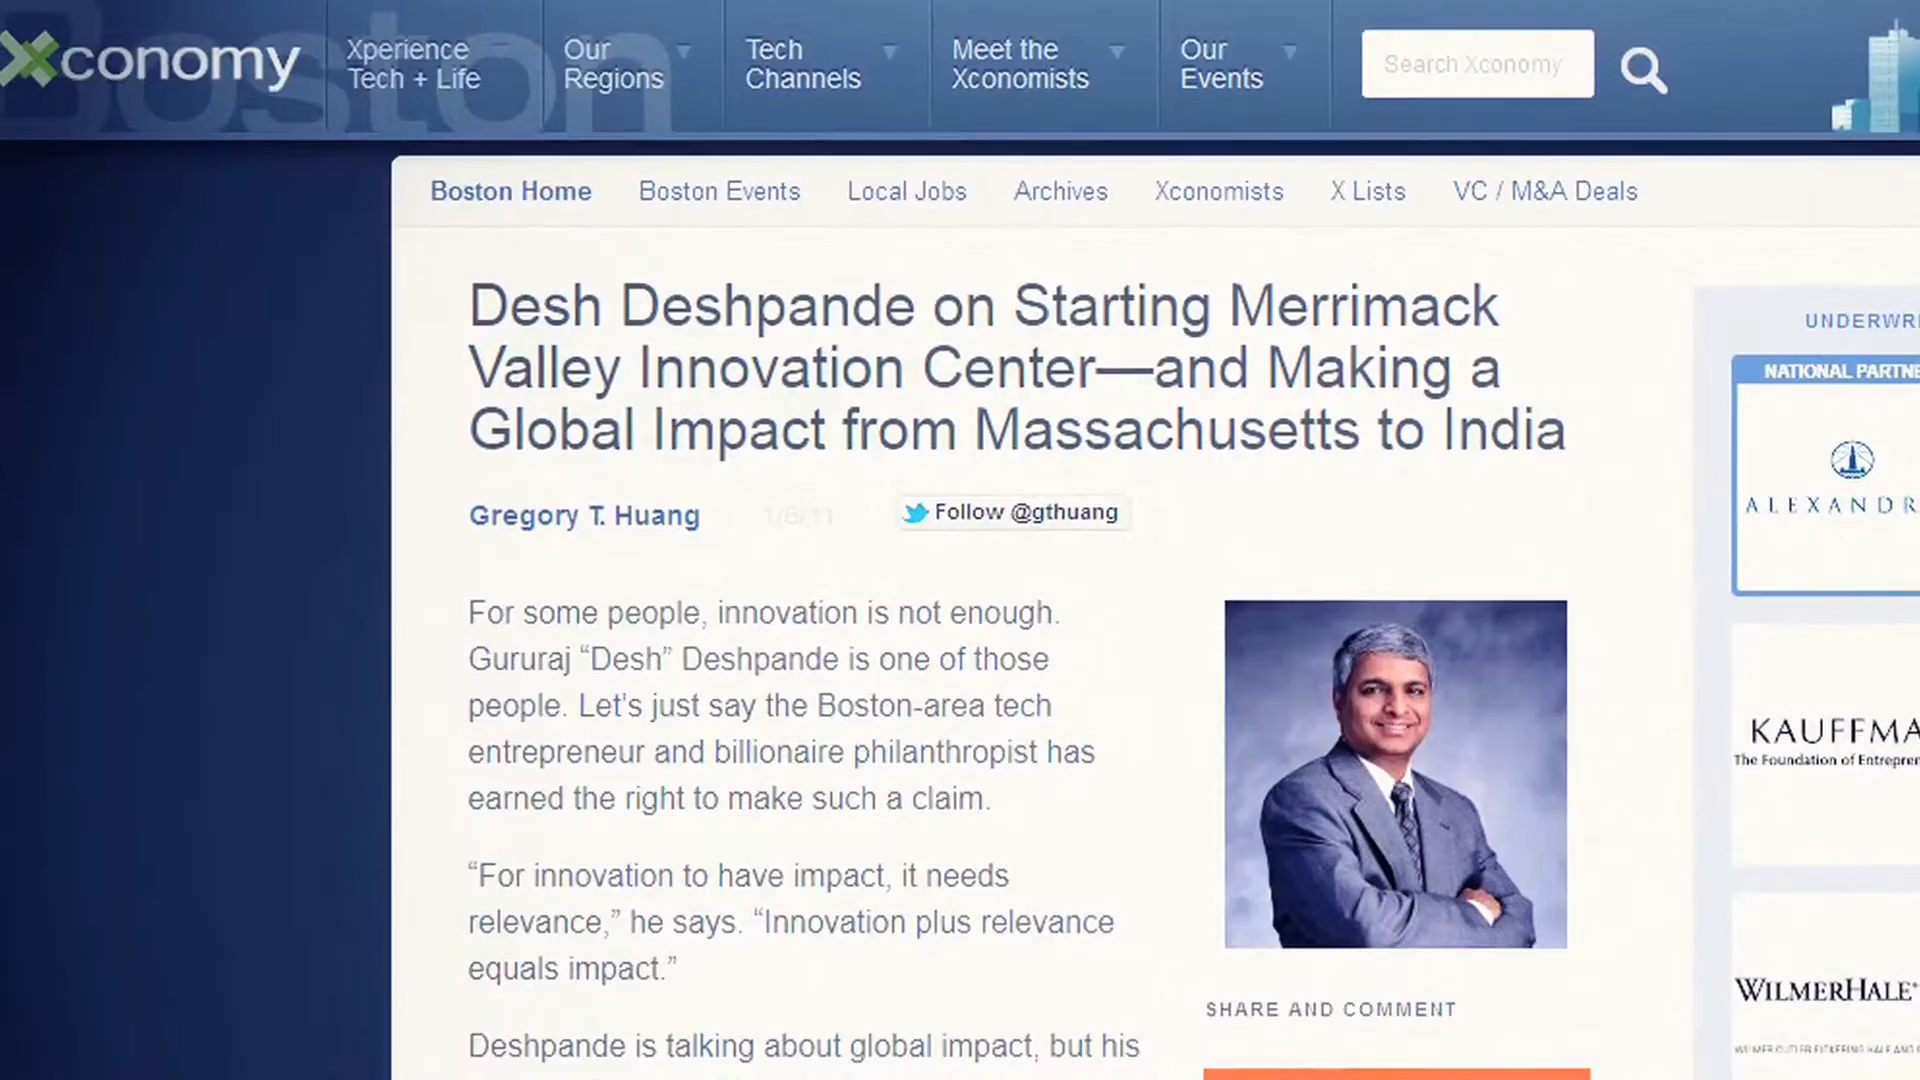 Boston
Xconomy
Xperience
Tech + Life
Our
Regions
Tech
Channels
Meet the
Xconomists
Our
Events
Search Xconomy
Boston Home
Boston Events
Local Jobs
Archives
Xconomists
X Lists
VC / M&A Deals
Desh Deshpande on Starting Merrimack
Valley Innovation Center—and Making a
Global Impact from Massachusetts to India
Gregory T. Huang
Follow @gthuang
For some people, innovation is not enough.
Gururaj “Desh” Deshpande is one of those
people. Let’s just say the Boston-area tech
entrepreneur and billionaire philanthropist has
earned the right to make such a claim.
“For innovation to have impact, it needs
relevance,” he says. “Innovation plus relevance
equals impact.”
Deshpande is talking about global impact, but his
SHARE AND COMMENT
UNDERWRI
NATIONAL PARTNE
ALEXANDR
KAUFFMA
The Foundation of Entrepren
WILMERHALE